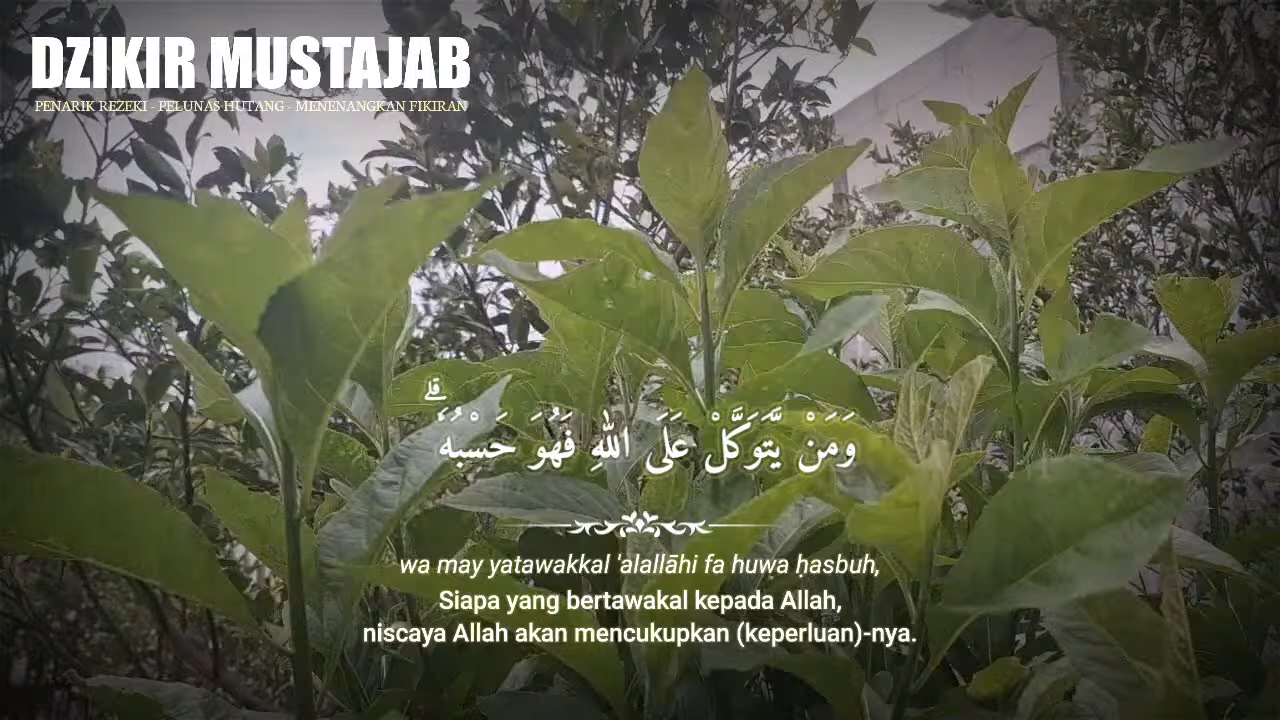 DZIKIR MUSTAJAB
PENARIK REZEKI - PELUNAS HUTANG - MENENANGKAN FIKIRAN
وَمَنْ يَّتَوَكَّلْ عَلَى اللّٰهِ فَهُوَ حَسْبُهٗ ۗ
wa may yatawakkal 'alallāhi fa huwa ḥasbuh,
Siapa yang bertawakal kepada Allah,
niscaya Allah akan mencukupkan (keperluan)-nya.